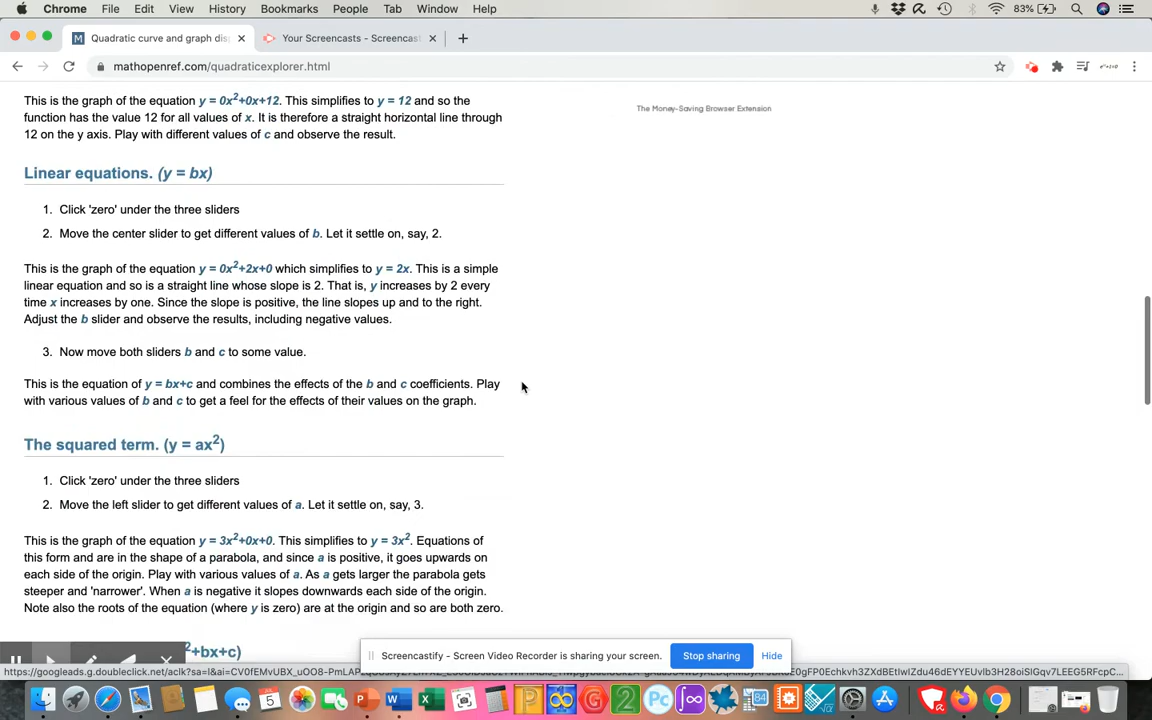 Chrome File Edit View History Bookmarks People Tab Window Help 83%
Quadratic curve and graph dis Your Screencasts - Screencast
mathopenref.com/quadraticexplorer.html
This is the graph of the equation y = 0x²+0x+12. This simplifies to y = 12 and so the
function has the value 12 for all values of x. It is therefore a straight horizontal line through
12 on the y axis. Play with different values of c and observe the result.
The Money-Saving Browser Extension
Linear equations. (y = bx)
1. Click 'zero' under the three sliders
2. Move the center slider to get different values of b. Let it settle on, say, 2.
This is the graph of the equation y = 0x²+2x+0 which simplifies to y = 2x. This is a simple
linear equation and so is a straight line whose slope is 2. That is, y increases by 2 every
time x increases by one. Since the slope is positive, the line slopes up and to the right.
Adjust the b slider and observe the results, including negative values.
3. Now move both sliders b and c to some value.
This is the equation of y = bx+c and combines the effects of the b and c coefficients. Play
with various values of b and c to get a feel for the effects of their values on the graph.
The squared term. (y = ax²)
1. Click 'zero' under the three sliders
2. Move the left slider to get different values of a. Let it settle on, say, 3.
This is the graph of the equation y = 3x²+0x+0. This simplifies to y = 3x². Equations of
this form and are in the shape of a parabola, and since a is positive, it goes upwards on
each side of the origin. Play with various values of a. As a gets larger the parabola gets
steeper and 'narrower'. When a is negative it slopes downwards each side of the origin.
Note also the roots of the equation (where y is zero) are at the origin and so are both zero.
²+bx+c)
Screencastify - Screen Video Recorder is sharing your screen. Stop sharing Hide